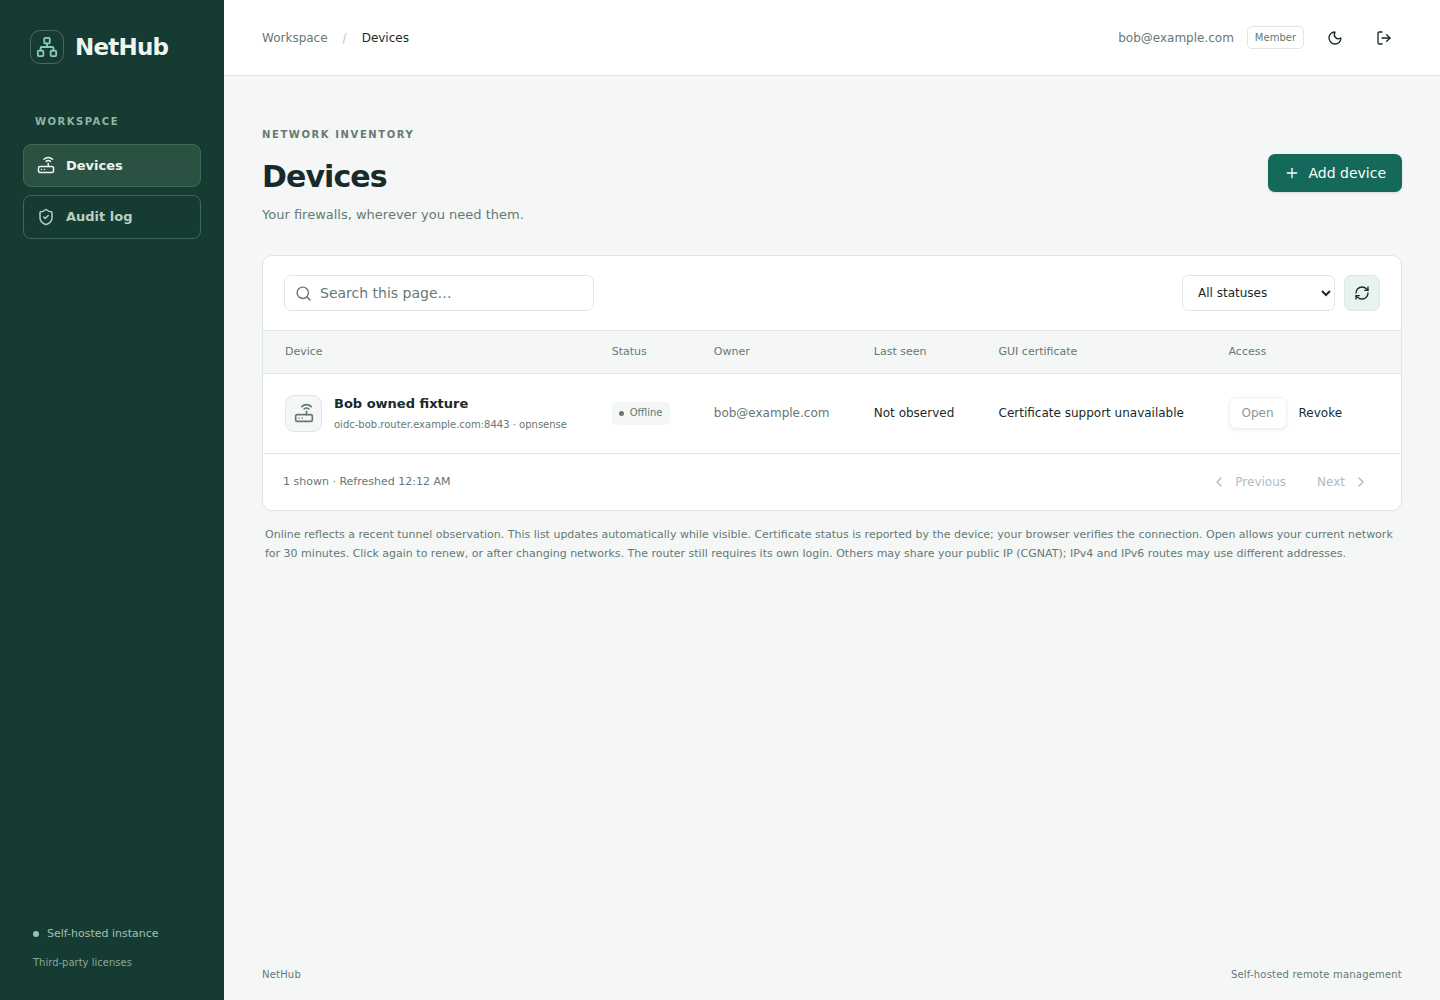 NetHub
WORKSPACE
Devices
Audit log
Self-hosted instance
Third-party licenses
Workspace / Devices
bob@example.com Member
NETWORK INVENTORY
Devices
Your firewalls, wherever you need them.
Add device
Search this page...
All statuses
Device Status Owner Last seen GUI certificate Access
Bob owned fixture
oidc-bob.router.example.com:8443 · opnsense
Offline bob@example.com Not observed Certificate support unavailable Open Revoke
1 shown · Refreshed 12:12 AM
Previous Next
Online reflects a recent tunnel observation. This list updates automatically while visible. Certificate status is reported by the device; your browser verifies the connection. Open allows your current network
for 30 minutes. Click again to renew, or after changing networks. The router still requires its own login. Others may share your public IP (CGNAT); IPv4 and IPv6 routes may use different addresses.
NetHub
Self-hosted remote management